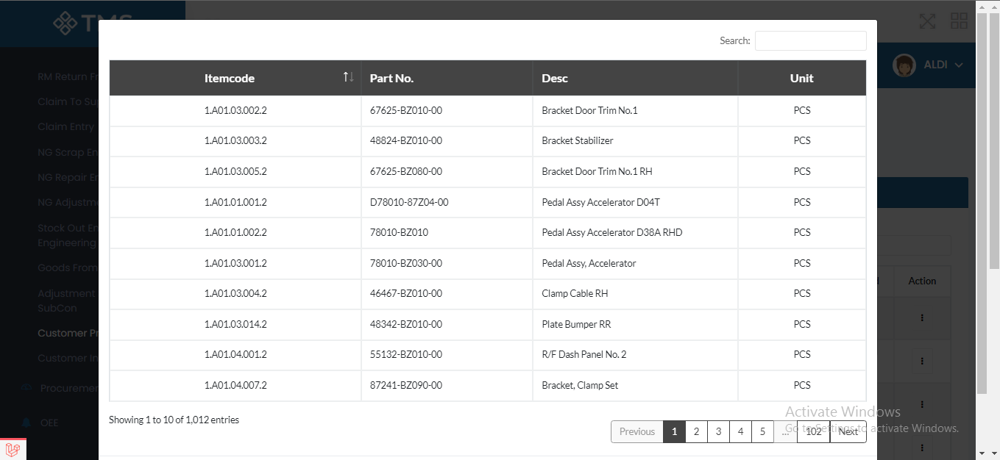 TMS
Search:
ALDI
Itemcode Part No. Desc Unit
1.A01.03.002.2 67625-BZ010-00 Bracket Door Trim No.1 PCS
1.A01.03.003.2 48824-BZ010-00 Bracket Stabilizer PCS
1.A01.03.005.2 67625-BZ080-00 Bracket Door Trim No.1 RH PCS
1.A01.01.001.2 D78010-87Z04-00 Pedal Assy Accelerator D04T PCS
1.A01.01.002.2 78010-BZ010 Pedal Assy Accelerator D38A RHD PCS
1.A01.03.001.2 78010-BZ030-00 Pedal Assy, Accelerator PCS
1.A01.03.004.2 46467-BZ010-00 Clamp Cable RH PCS
1.A01.03.014.2 48342-BZ010-00 Plate Bumper RR PCS
1.A01.04.001.2 55132-BZ010-00 R/F Dash Panel No. 2 PCS
1.A01.04.007.2 87241-BZ090-00 Bracket, Clamp Set PCS
Showing 1 to 10 of 1,012 entries
Previous 1 2 3 4 5 ... 102 Next
RM Return
Claim To
Claim Entry
NG Scrap
NG Repair
NG
Stock Out
Engineering
Goods From
Adjustment
SubCon
Customer
Customer
OEE
Action
Activate Windows
Go to Settings to activate Windows.